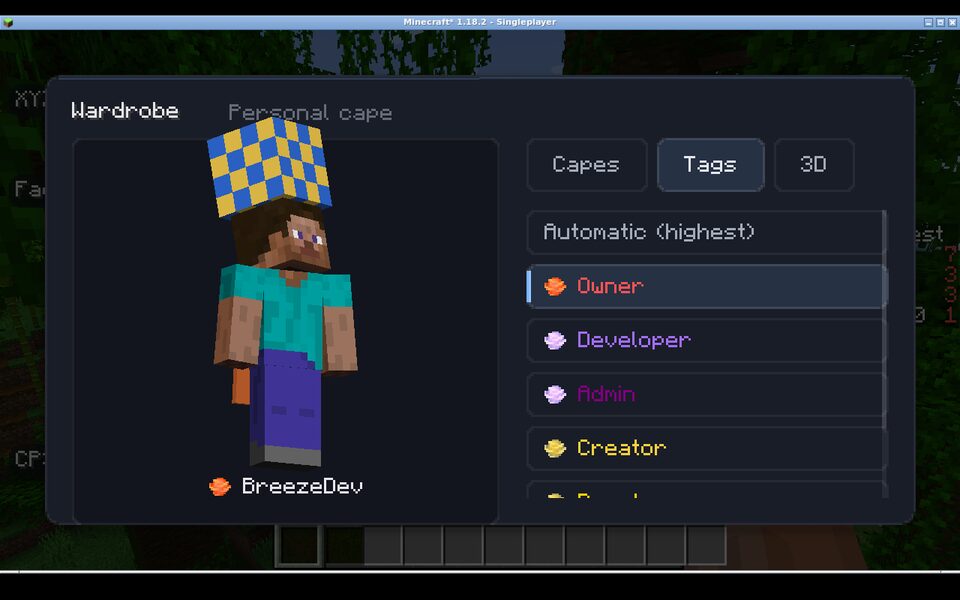 Minecraft* 1.18.2 - Singleplayer
Wardrobe
Personal cape
Capes
Tags
3D
Automatic (highest)
Owner
Developer
Admin
Creator
BreezeDev